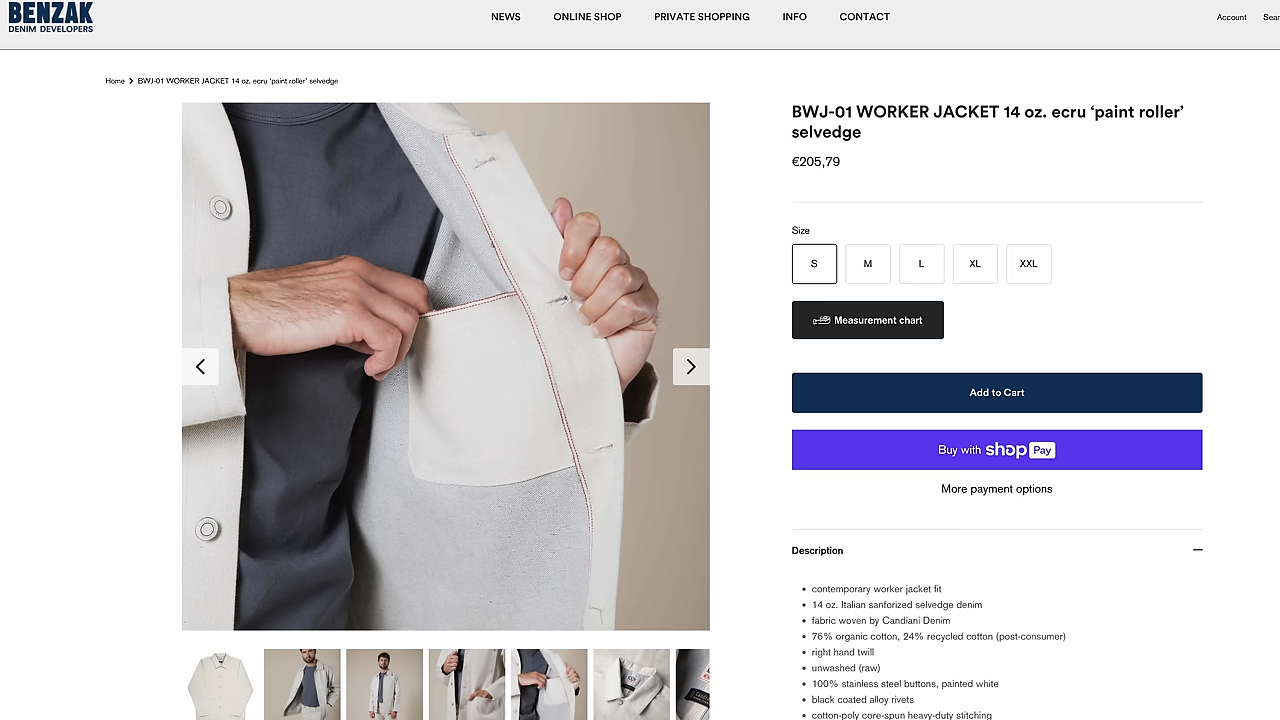 BENZAK
DENIM DEVELOPERS
NEWS
ONLINE SHOP
PRIVATE SHOPPING
INFO
CONTACT
Account
Home
BWJ-01 WORKER JACKET 14 oz. ecru ‘paint roller’ selvedge
BWJ-01 WORKER JACKET 14 oz. ecru ‘paint roller’
selvedge
€205,79
Size
S
M
L
XL
XXL
Measurement chart
Add to Cart
Buy with shop Pay
More payment options
Description
contemporary worker jacket fit
14 oz. Italian sanforized selvedge denim
fabric woven by Candiani Denim
76% organic cotton, 24% recycled cotton (post-consumer)
right hand twill
unwashed (raw)
100% stainless steel buttons, painted white
black coated alloy rivets
cotton-poly core-spun heavy-duty stitching